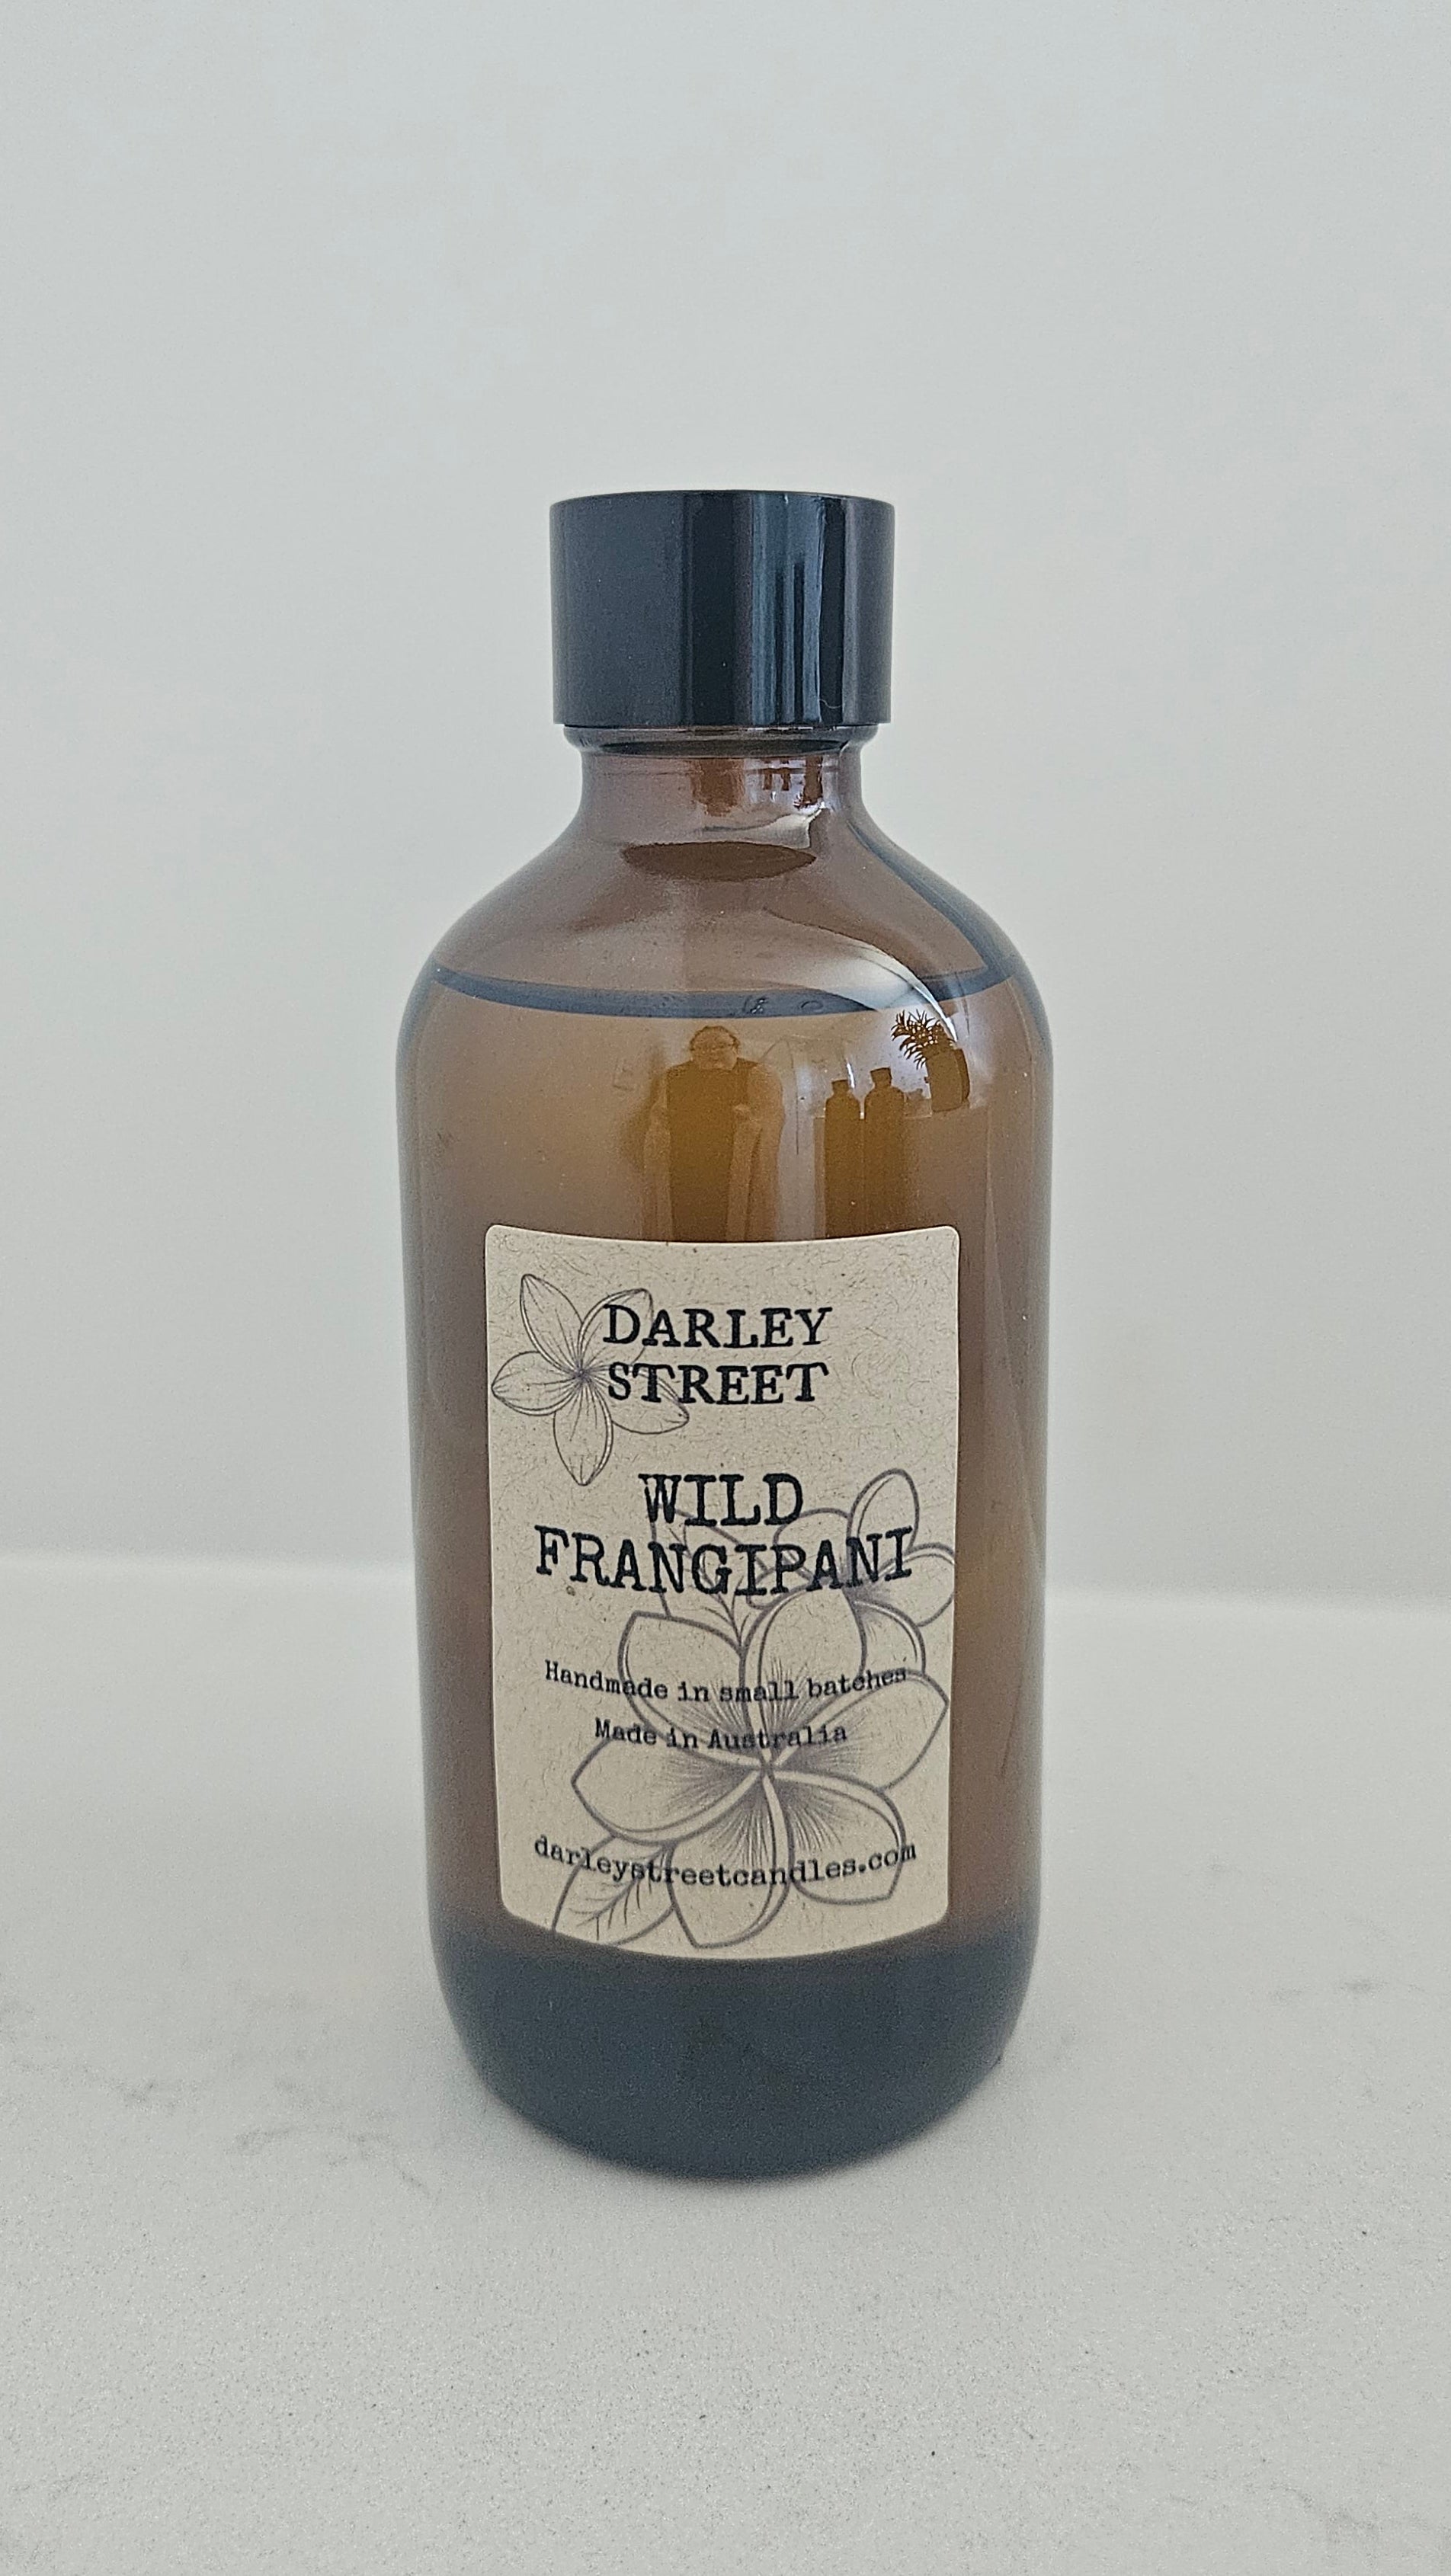 DARLEY
STREET
WILD
FRANGIPANI
Handmade in small batches
Made in Australia
darleystreetcandles.com